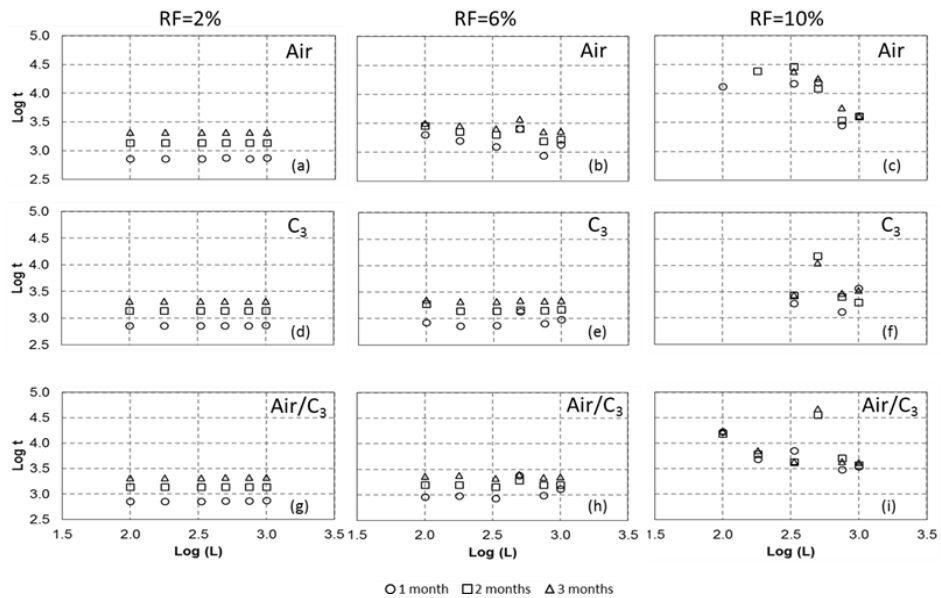 RF=2% RF=6% RF=10%
5.0 Air Air Air
4.5
4.0
Log t
3.5
3.0
2.5 (a) (b) (c)
5.0 C₃ C₃ C₃
4.5
4.0
Log t
3.5
3.0
2.5 (d) (e) (f)
5.0 Air/C₃ Air/C₃ Air/C₃
4.5
4.0
Log t
3.5
3.0
2.5 (g) (h) (i)
1.5 2.0 2.5 3.0 3.5 1.5 2.0 2.5 3.0 3.5 1.5 2.0 2.5 3.0 3.5
Log (L) Log (L) Log (L)
1 month 2 months 3 months